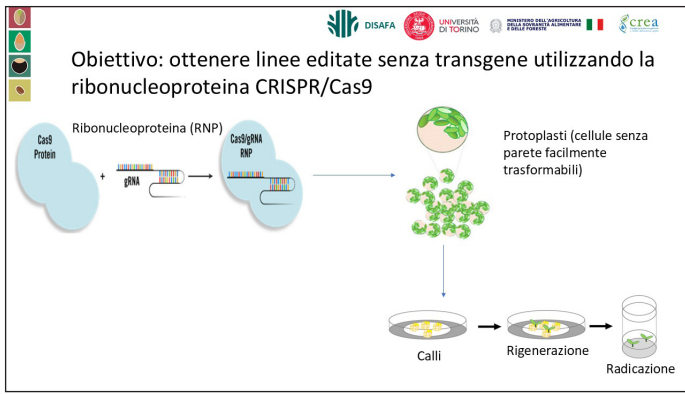 DISAFA
UNIVERSITÀ
DI TORINO
MINISTERO DELL'AGRICOLTURA
DELLA SOVRANITÀ ALIMENTARE
E DELLE FORESTE
crea
Obiettivo: ottenere linee editate senza transgene utilizzando la
ribonucleoproteina CRISPR/Cas9
Ribonucleoproteina (RNP)
Cas9
Protein
+
gRNA
Cas9/gRNA
RNP
Protoplasti (cellule senza
parete facilmente
trasformabili)
Calli
Rigenerazione
Radicazione